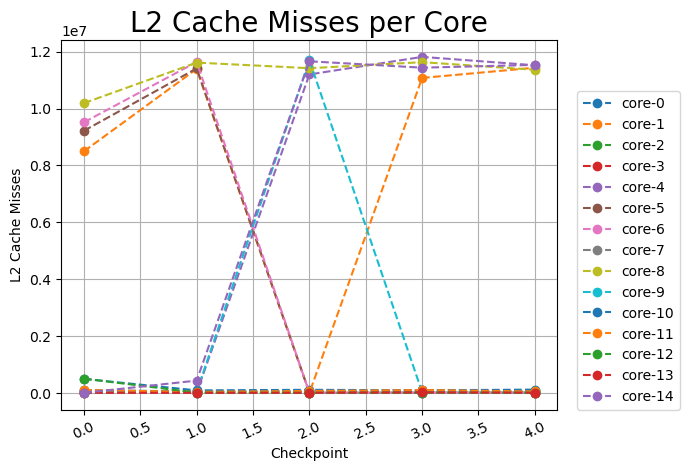 L2 Cache Misses per Core
1e7
1.2
1.0
0.8
0.6
0.4
0.2
0.0
L2 Cache Misses
0.0
0.5
1.0
1.5
2.0
2.5
3.0
3.5
4.0
Checkpoint
core-0
core-1
core-2
core-3
core-4
core-5
core-6
core-7
core-8
core-9
core-10
core-11
core-12
core-13
core-14